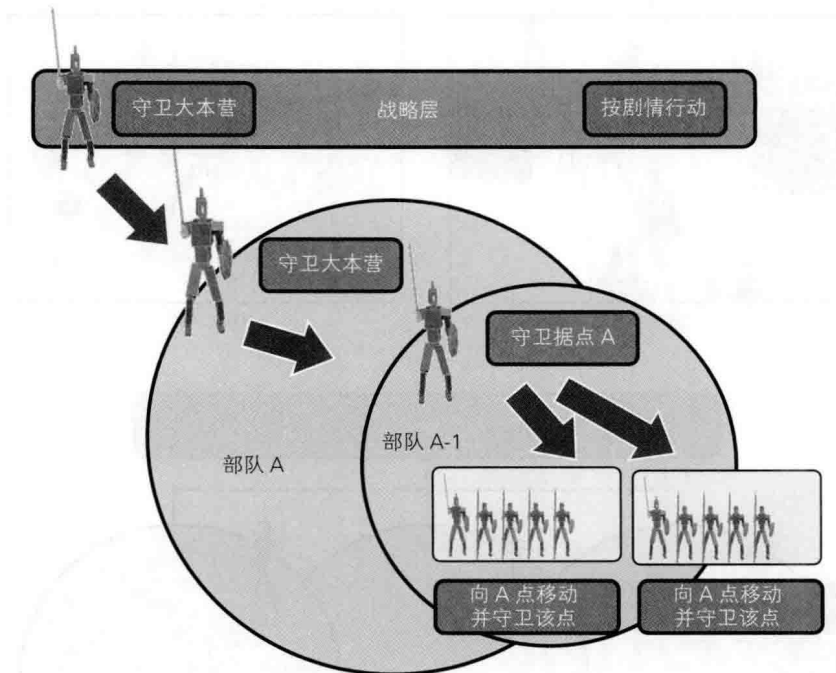 守卫大本营
战略层
按剧情行动
守卫大本营
守卫据点 A
部队 A-1
部队 A
向 A 点移动
并守卫该点
向 A 点移动
并守卫该点